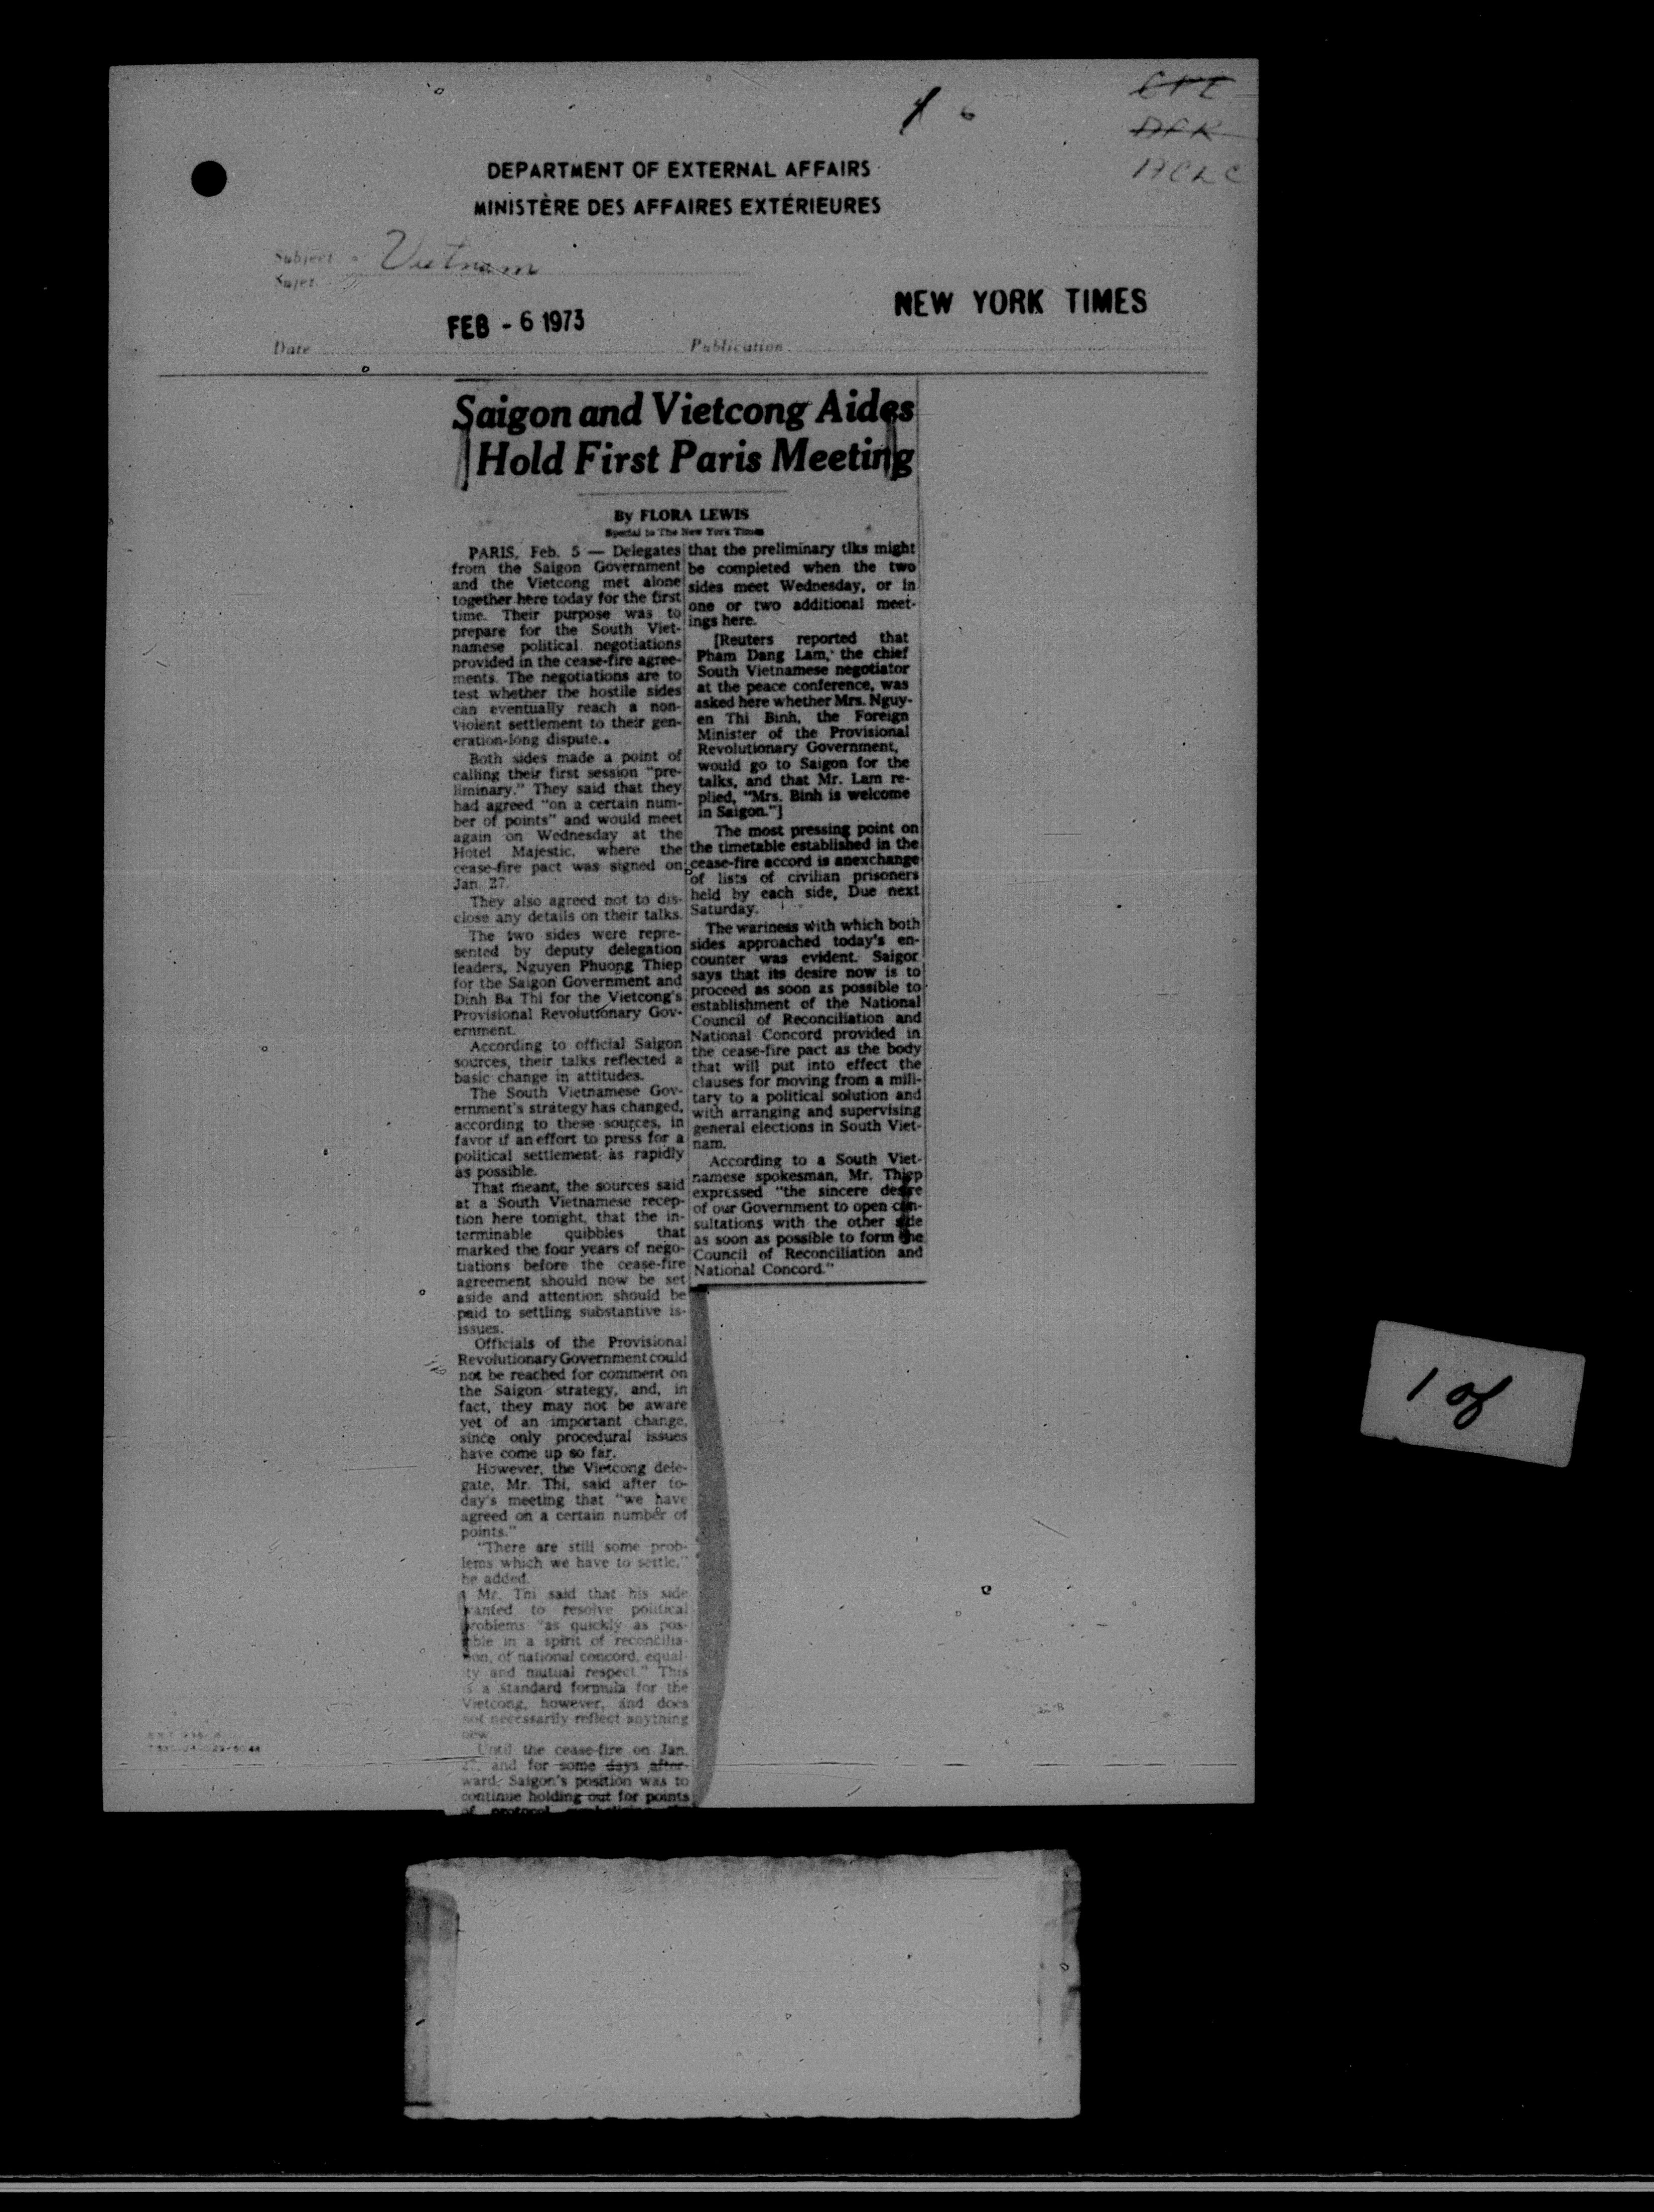 6
DEPARTMENT OF EXTERNAL AFFAIRS
MINISTÈRE DES AFFAIRES EXTÉRIEURES
Subject
Sujet
Vietnam
FEB - 6 1973
NEW YORK TIMES
Date
Publication
Saigon and Vietcong Aides
Hold First Paris Meeting
By FLORA LEWIS
Special to The New York Times
PARIS, Feb. 5 — Delegates
from the Saigon Government
and the Vietcong met alone
together here today for the first
time. Their purpose was to
prepare for the South Viet-
namese political negotiations
provided in the cease-fire agree-
ments. The negotiations are to
test whether the hostile sides
can eventually reach a non-
violent settlement to their gen-
eration-long dispute.
Both sides made a point of
calling their first session "pre-
liminary." They said that they
had agreed "on a certain num-
ber of points" and would meet
again on Wednesday at the
Hotel Majestic, where the
cease-fire pact was signed on
Jan. 27.
They also agreed not to dis-
close any details on their talks.
The two sides were repre-
sented by deputy delegation
leaders, Nguyen Phuong Thiep
for the Saigon Government and
Dinh Ba Thi for the Vietcong's
Provisional Revolutionary Gov-
ernment.
According to official Saigon
sources, their talks reflected a
basic change in attitudes.
The South Vietnamese Gov-
ernment's strategy has changed,
according to these sources, in
favor if an effort to press for a
political settlement as rapidly
as possible.
That meant, the sources said
at a South Vietnamese recep-
tion here tonight, that the in-
terminable quibbles that
marked the four years of nego-
tiations before the cease-fire
agreement should now be set
aside and attention should be
paid to settling substantive is-
issues.
Officials of the Provisional
Revolutionary Government could
not be reached for comment on
the Saigon strategy, and, in
fact, they may not be aware
yet of an important change,
since only procedural issues
have come up so far.
However, the Vietcong dele-
gate, Mr. Thi, said after to-
day's meeting that "we have
agreed on a certain number of
points."
"There are still some prob-
lems which we have to settle,"
he added.
Mr. Thi said that his side
wanted to resolve political
problems "as quickly as pos-
ible in a spirit of reconcilia-
tion, of national concord, equal-
ity and mutual respect." This
is a standard formula for the
Vietcong, however, and does
not necessarily reflect anything
new.
Until the cease-fire on Jan.
27, and for some days after-
ward, Saigon's position was to
continue holding out for points
of protocol
that the preliminary tlks might
be completed when the two
sides meet Wednesday, or in
one or two additional meet-
ings here.
[Reuters reported that
Pham Dang Lam, the chief
South Vietnamese negotiator
at the peace conference, was
asked here whether Mrs. Nguy-
en Thi Binh, the Foreign
Minister of the Provisional
Revolutionary Government,
would go to Saigon for the
talks, and that Mr. Lam re-
plied, "Mrs. Binh is welcome
in Saigon."]
The most pressing point on
the timetable established in the
cease-fire accord is anexchange
of lists of civilian prisoners
held by each side, Due next
Saturday.
The wariness with which both
sides approached today's en-
counter was evident. Saigor
says that its desire now is to
proceed as soon as possible to
establishment of the National
Council of Reconciliation and
National Concord provided in
the cease-fire pact as the body
that will put into effect the
clauses for moving from a mili-
tary to a political solution and
with arranging and supervising
general elections in South Viet-
nam.
According to a South Viet-
namese spokesman, Mr. Thiep
expressed "the sincere desire
of our Government to open con-
sultations with the other side
as soon as possible to form the
Council of Reconciliation and
National Concord."
1 of